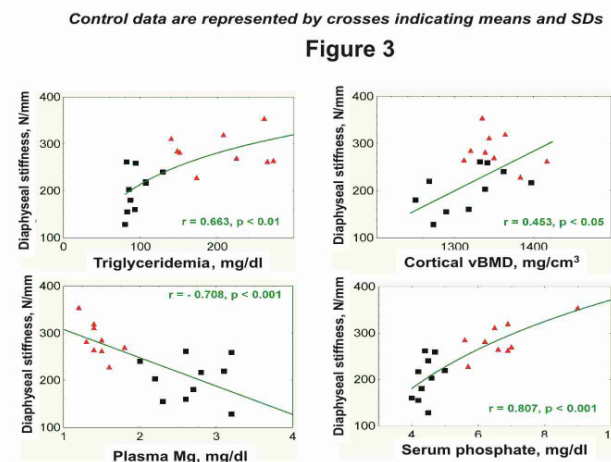 Control data are represented by crosses indicating means and SDs
Figure 3
Diaphyseal stiffness, N/mm
400
300
200
100
0
100
200
r = 0.663, p < 0.01
Triglyceridemia, mg/dl
Diaphyseal stiffness, N/mm
400
300
200
100
1300
1400
r = 0.453, p < 0.05
Cortical vBMD, mg/cm³
Diaphyseal stiffness, N/mm
400
300
200
100
1
2
3
4
r = - 0.708, p < 0.001
Plasma Mg, mg/dl
Diaphyseal stiffness, N/mm
400
300
200
100
4
6
8
r = 0.807, p < 0.001
Serum phosphate, mg/dl